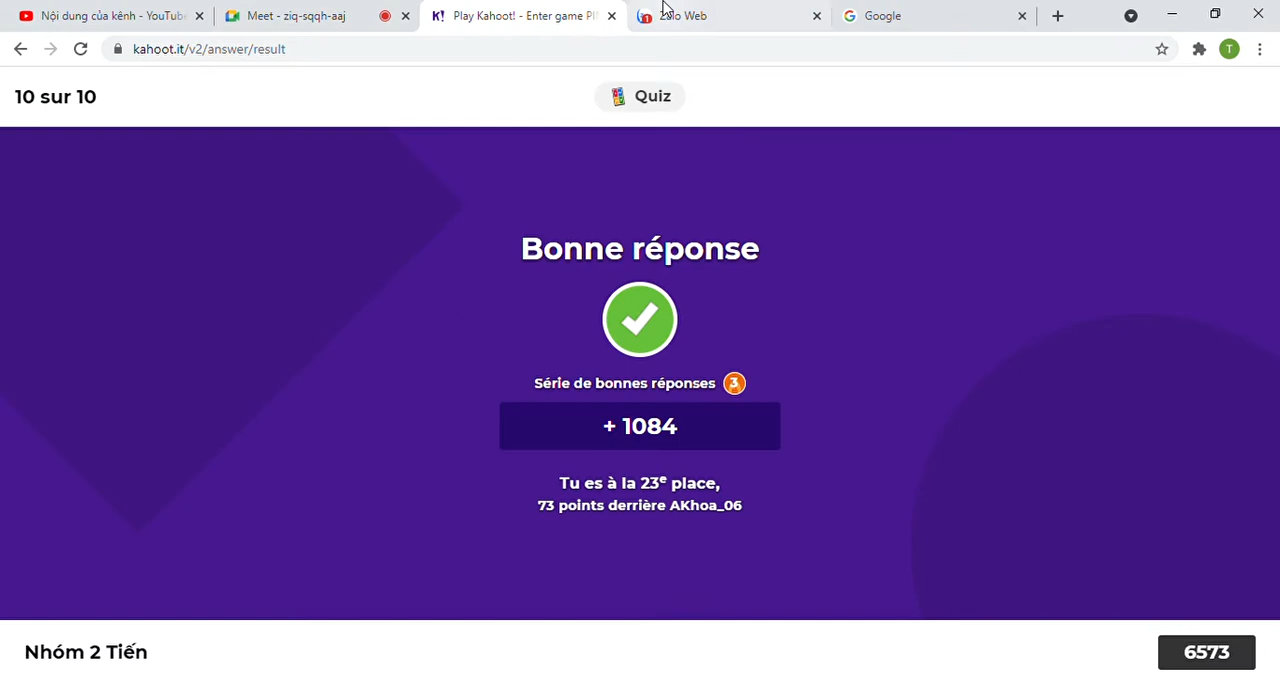 Nội dung của kênh - YouTube
Meet - ziq-sqqh-aaj
K! Play Kahoot! - Enter game PI
1 Zalo Web
Google
kahoot.it/v2/answer/result
T
10 sur 10
Quiz
Bonne réponse
Série de bonnes réponses 3
+ 1084
Tu es à la 23e place,
73 points derrière AKhoa_06
Nhóm 2 Tiến
6573